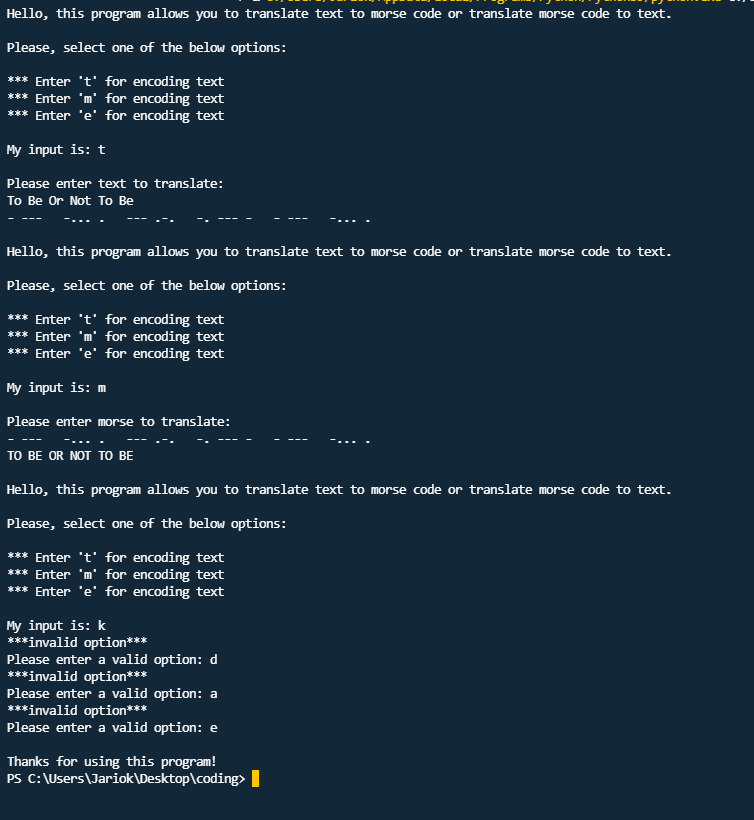 Hello, this program allows you to translate text to morse code or translate morse code to text.
Please, select one of the below options:
*** Enter 't' for encoding text
*** Enter 'm' for encoding text
*** Enter 'e' for encoding text
My input is: t
Please enter text to translate:
To Be Or Not To Be
- ---   -... .   --- .-.   -. --- -   - ---   -... .
Hello, this program allows you to translate text to morse code or translate morse code to text.
Please, select one of the below options:
*** Enter 't' for encoding text
*** Enter 'm' for encoding text
*** Enter 'e' for encoding text
My input is: m
Please enter morse to translate:
- ---   -... .   --- .-.   -. --- -   - ---   -... .
TO BE OR NOT TO BE
Hello, this program allows you to translate text to morse code or translate morse code to text.
Please, select one of the below options:
*** Enter 't' for encoding text
*** Enter 'm' for encoding text
*** Enter 'e' for encoding text
My input is: k
***invalid option***
Please enter a valid option: d
***invalid option***
Please enter a valid option: a
***invalid option***
Please enter a valid option: e
Thanks for using this program!
PS C:\Users\Jariok\Desktop\coding>